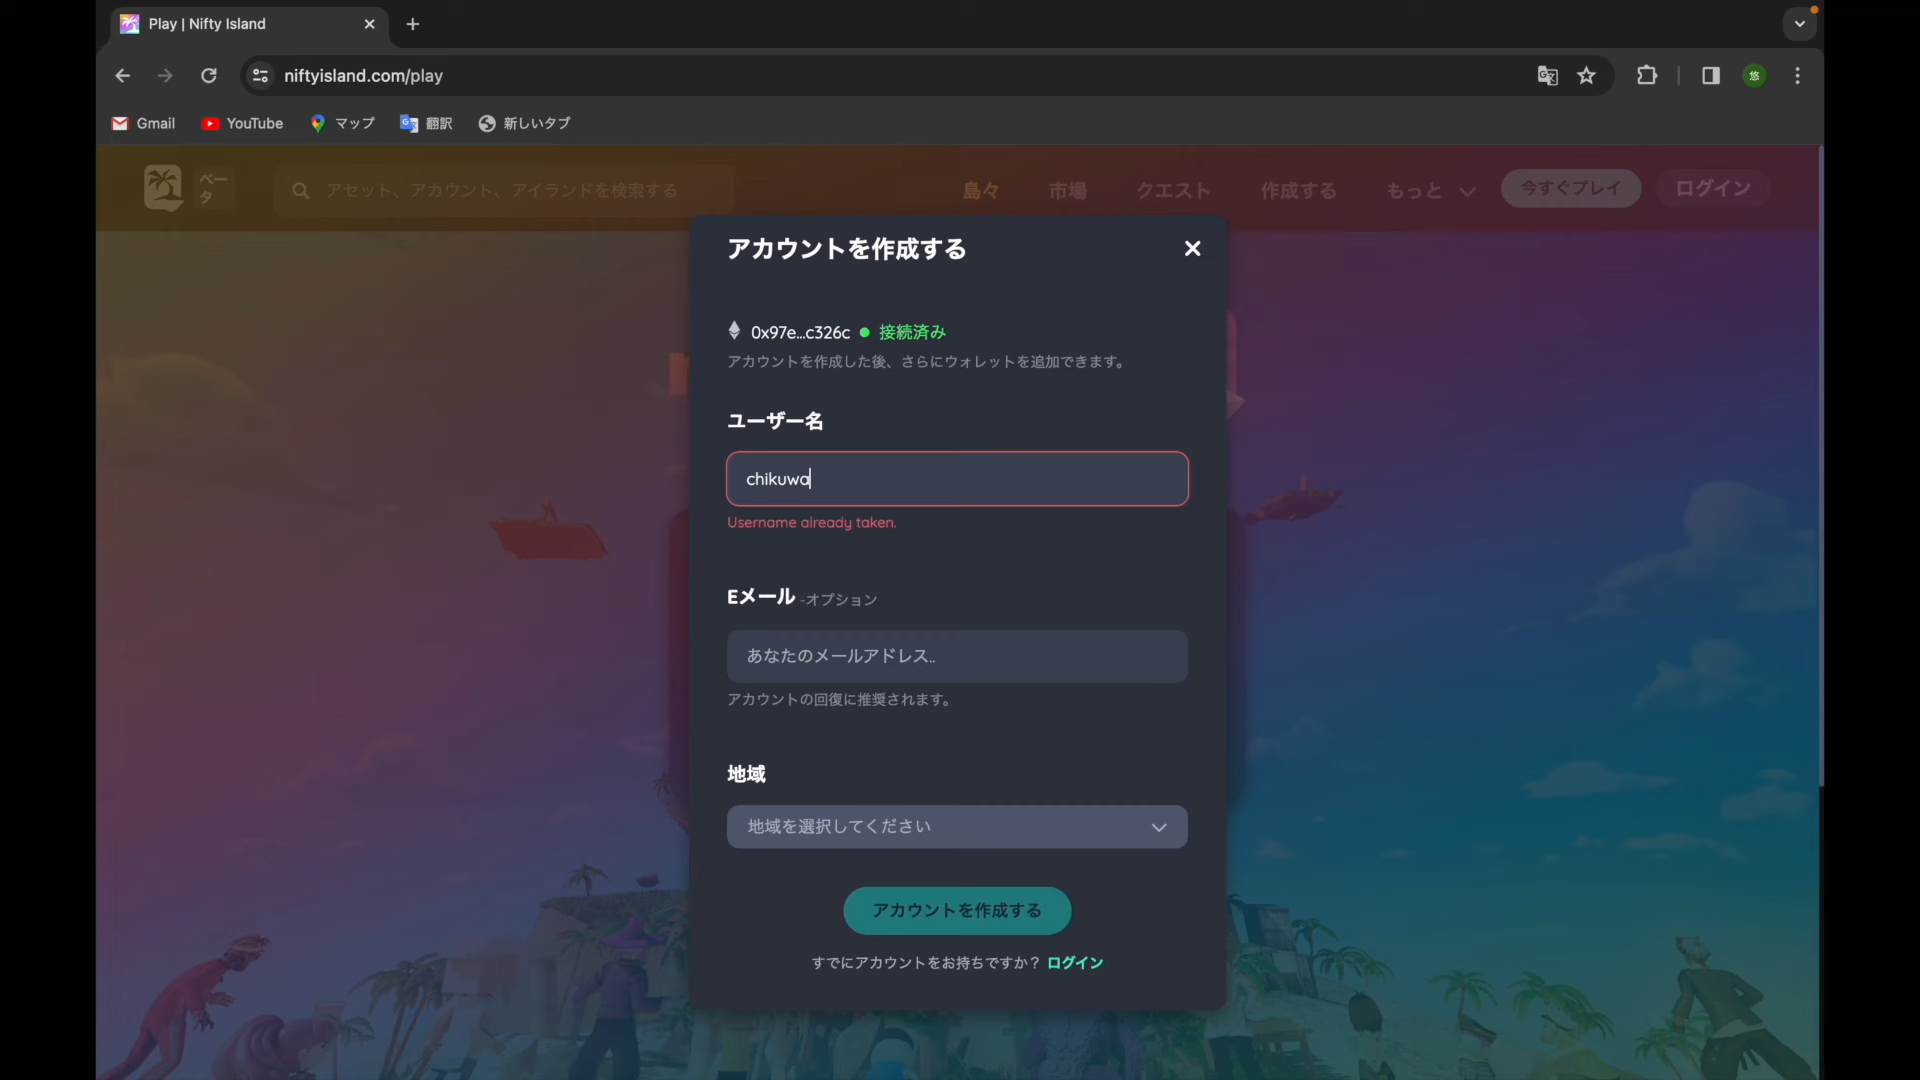 Play | Nifty Island
niftyisland.com/play
悠
Gmail
YouTube
マップ
翻訳
新しいタブ
ベー
タ
アセット、アカウント、アイランドを検索する
島々
市場
クエスト
作成する
もっと
今すぐプレイ
ログイン
アカウントを作成する
0x97e...c326c
接続済み
アカウントを作成した後、さらにウォレットを追加できます。
ユーザー名
chikuwa
Username already taken.
Eメール -オプション
あなたのメールアドレス..
アカウントの回復に推奨されます。
地域
地域を選択してください
アカウントを作成する
すでにアカウントをお持ちですか? ログイン